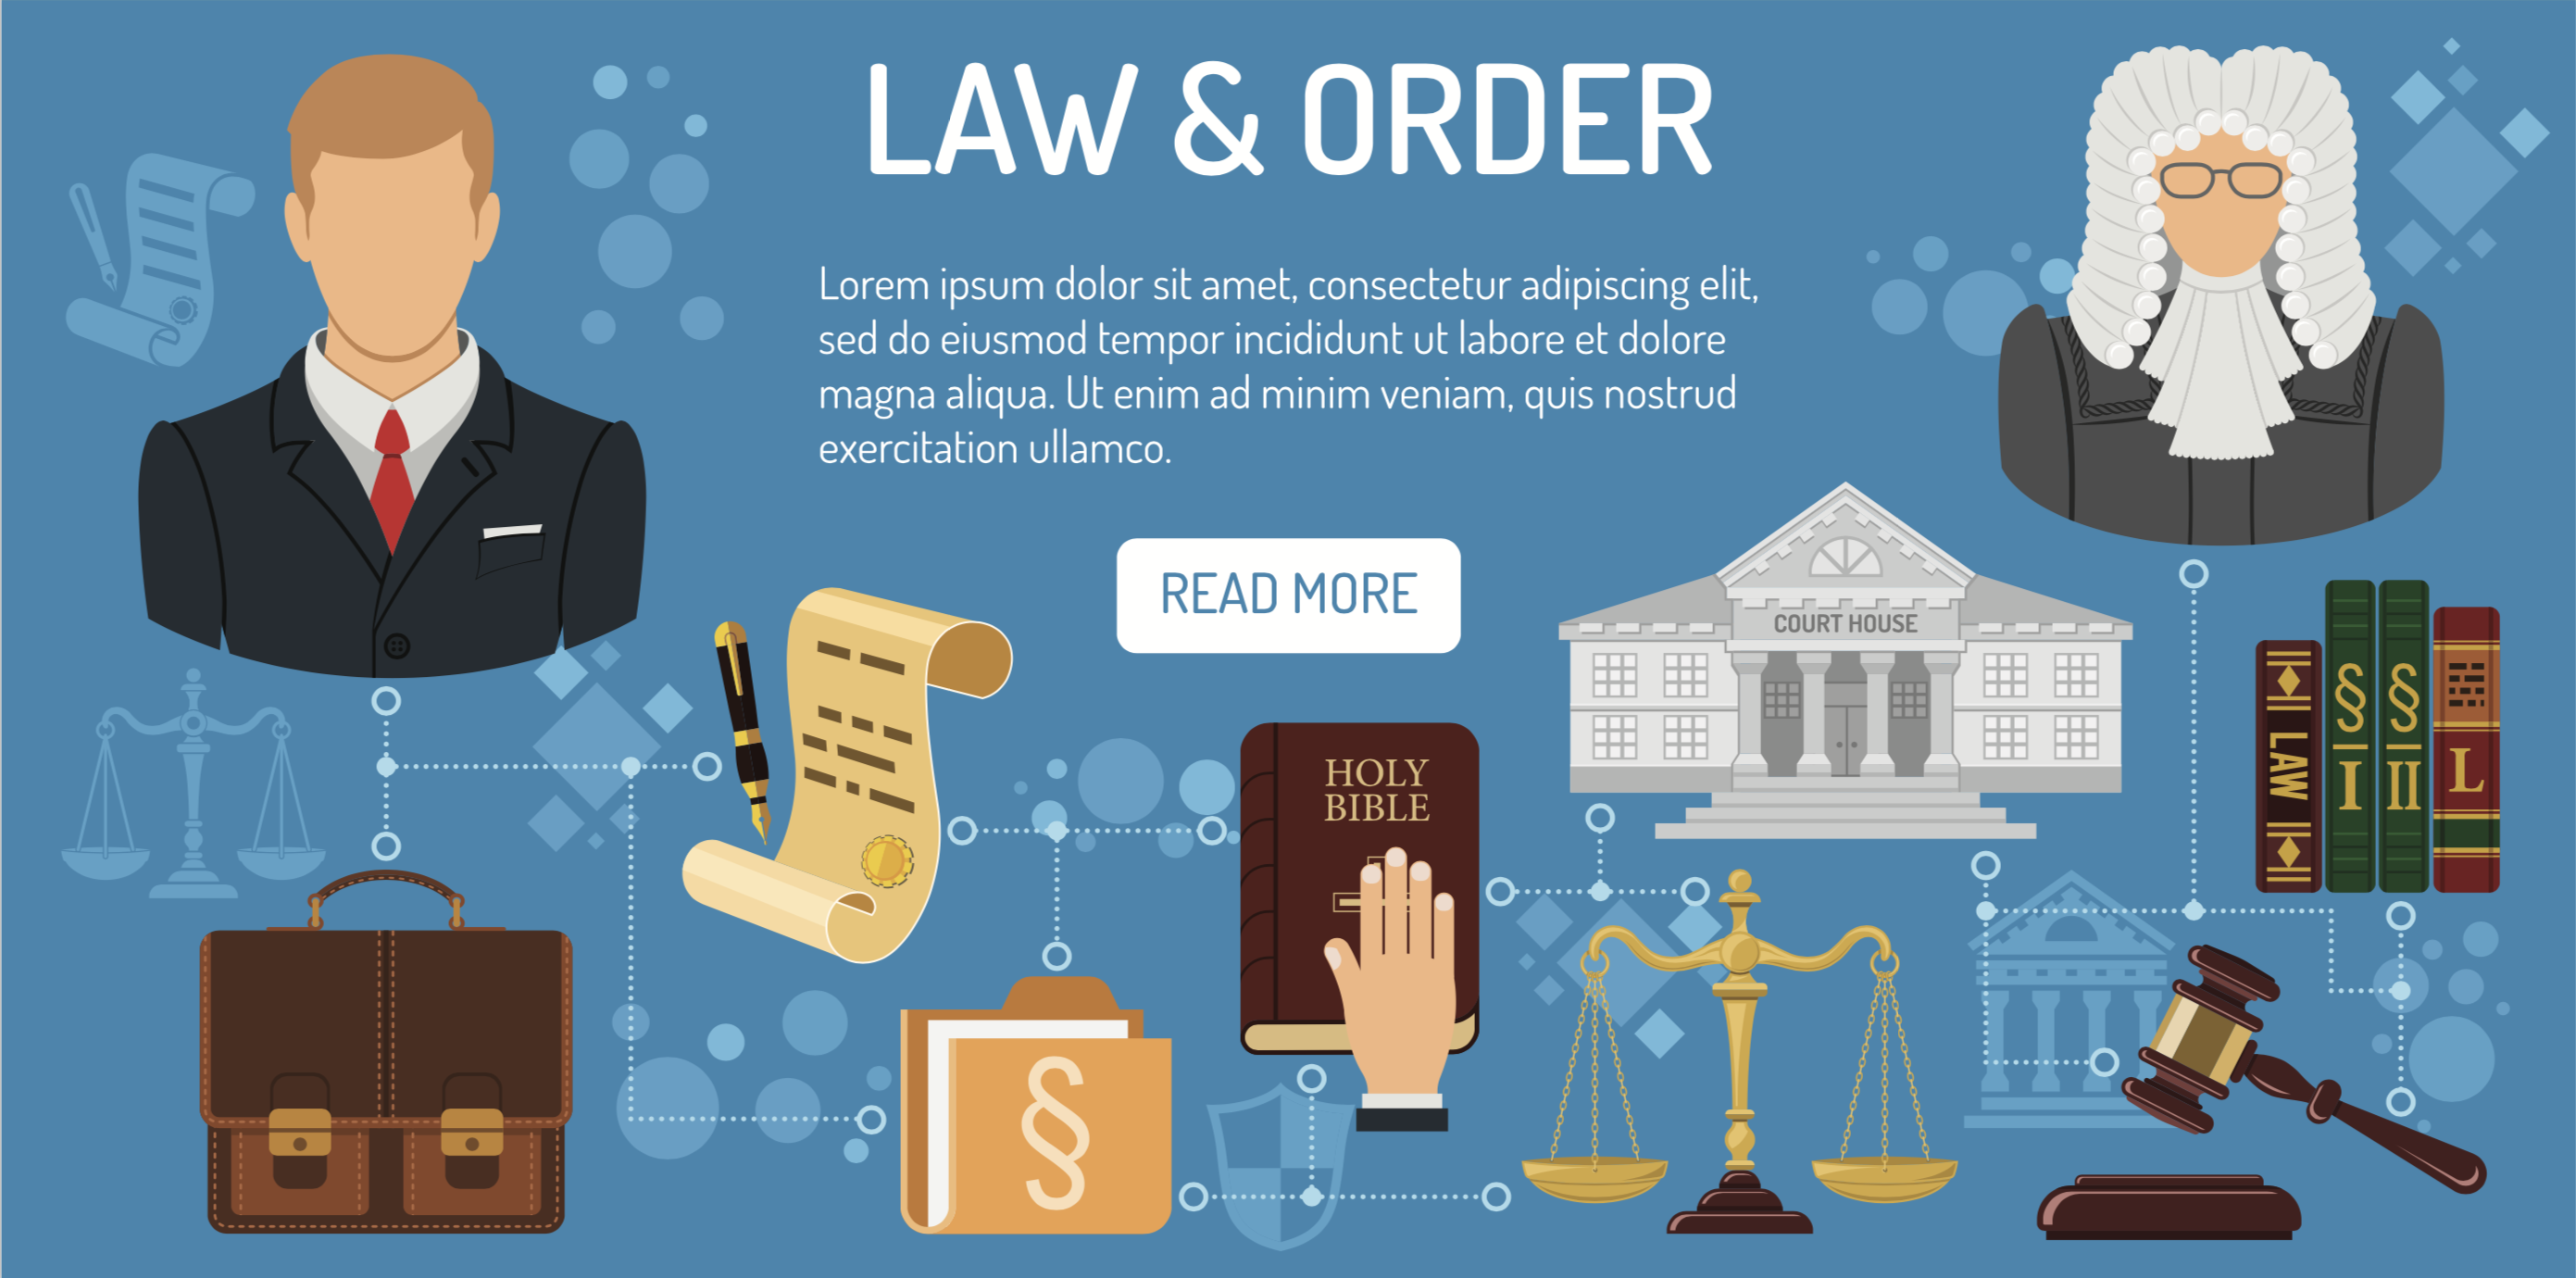 LAW & ORDER
Lorem ipsum dolor sit amet, consectetur adipiscing elit,
sed do eiusmod tempor incididunt ut labore et dolore
magna aliqua. Ut enim ad minim veniam, quis nostrud
exercitation ullamco.
READ MORE
COURT HOUSE
HOLY
BIBLE
LAW
§ I
§ II
L
§